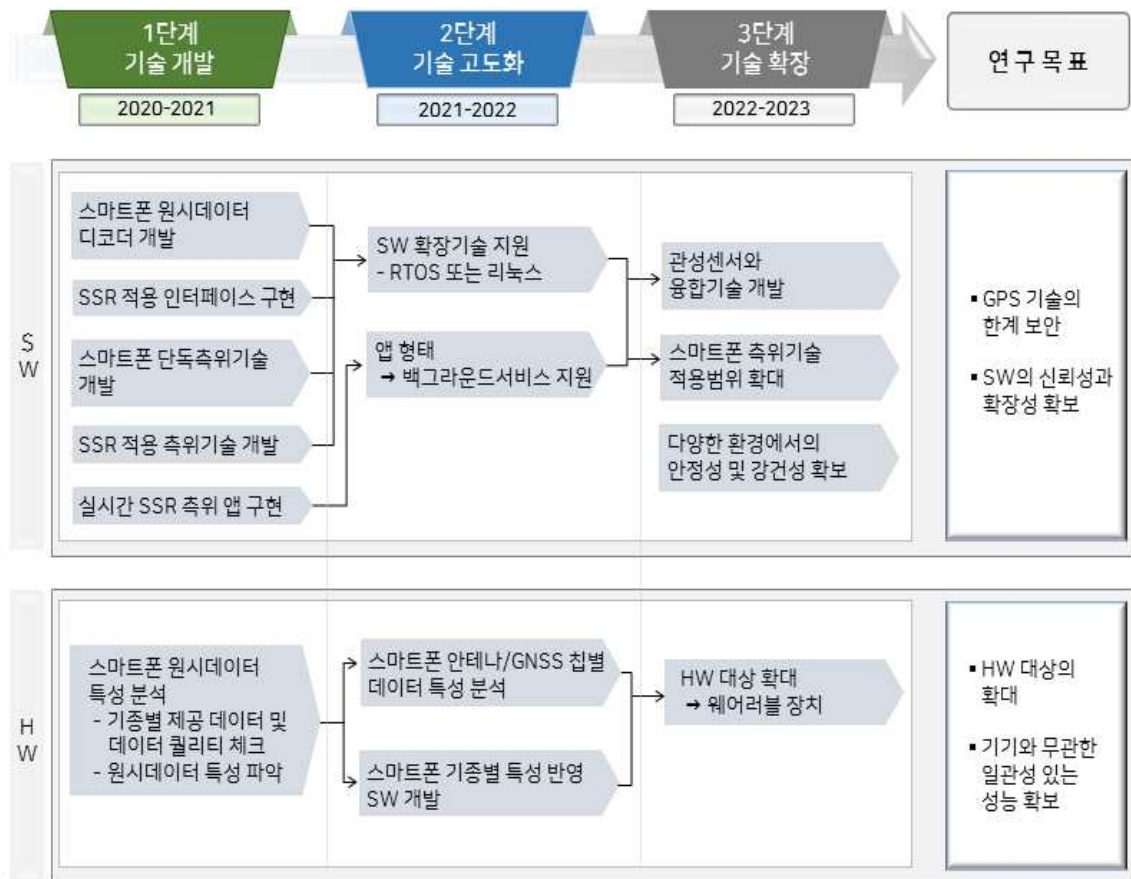 1단계
기술 개발
2020-2021
2단계
기술 고도화
2021-2022
3단계
기술 확장
2022-2023
연구 목표
SW
스마트폰 원시데이터
디코더 개발
SSR 적용 인터페이스 구현
스마트폰 단독측위기술
개발
SSR 적용 측위기술 개발
실시간 SSR 측위 앱 구현
SW 확장기술 지원
- RTOS 또는 리눅스
앱 형태
→ 백그라운드서비스 지원
관성센서와
융합기술 개발
스마트폰 측위기술
적용범위 확대
다양한 환경에서의
안정성 및 강건성 확보
▪ GPS 기술의
한계 보안
▪ SW의 신뢰성과
확장성 확보
HW
스마트폰 원시데이터
특성 분석
- 기종별 제공 데이터 및
데이터 퀄리티 체크
- 원시데이터 특성 파악
스마트폰 안테나/GNSS 칩별
데이터 특성 분석
스마트폰 기종별 특성 반영
SW 개발
HW 대상 확대
→ 웨어러블 장치
▪ HW 대상의
확대
▪ 기기와 무관한
일관성 있는
성능 확보